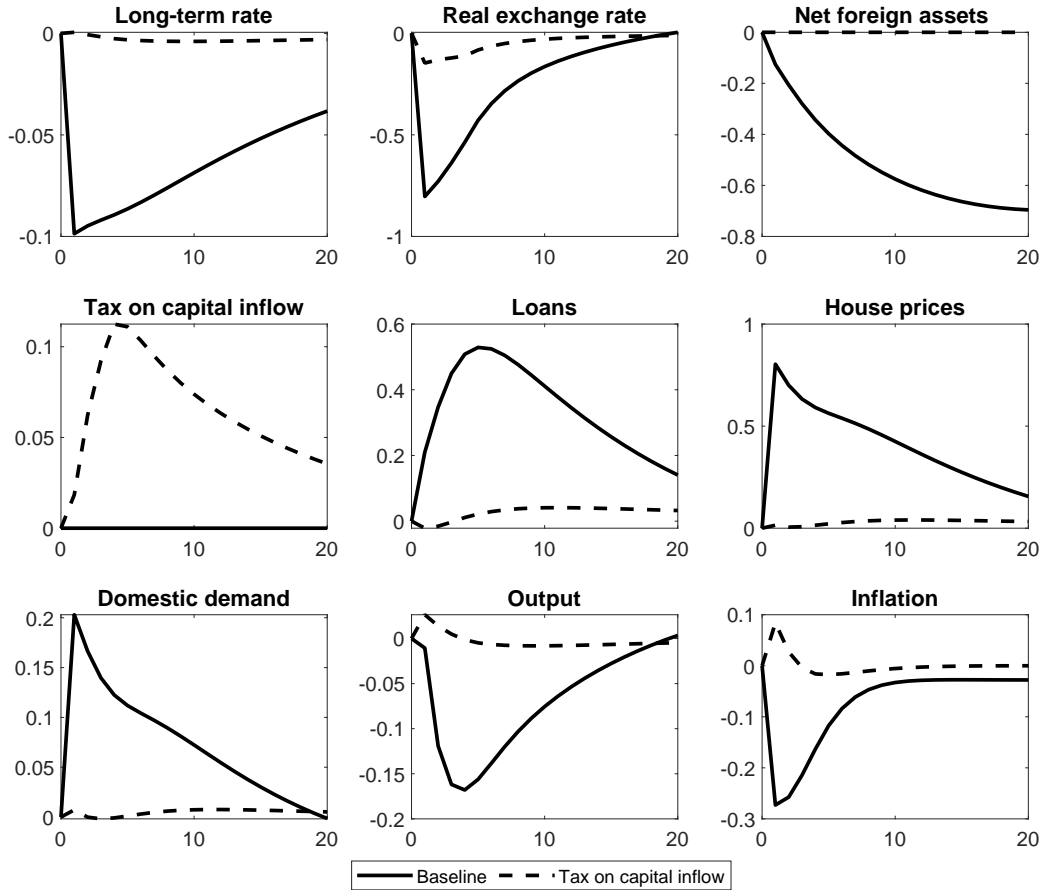 Long-term rate
0
-0.05
-0.1
0 10 20
Real exchange rate
0
-0.5
-1
0 10 20
Net foreign assets
0
-0.2
-0.4
-0.6
-0.8
0 10 20
Tax on capital inflow
0.1
0.05
0
0 10 20
Loans
0.6
0.4
0.2
0
0 10 20
House prices
1
0.5
0
0 10 20
Domestic demand
0.2
0.15
0.1
0.05
0
0 10 20
Output
0
-0.05
-0.1
-0.15
-0.2
0 10 20
Inflation
0.1
0
-0.1
-0.2
-0.3
0 10 20
Baseline Tax on capital inflow